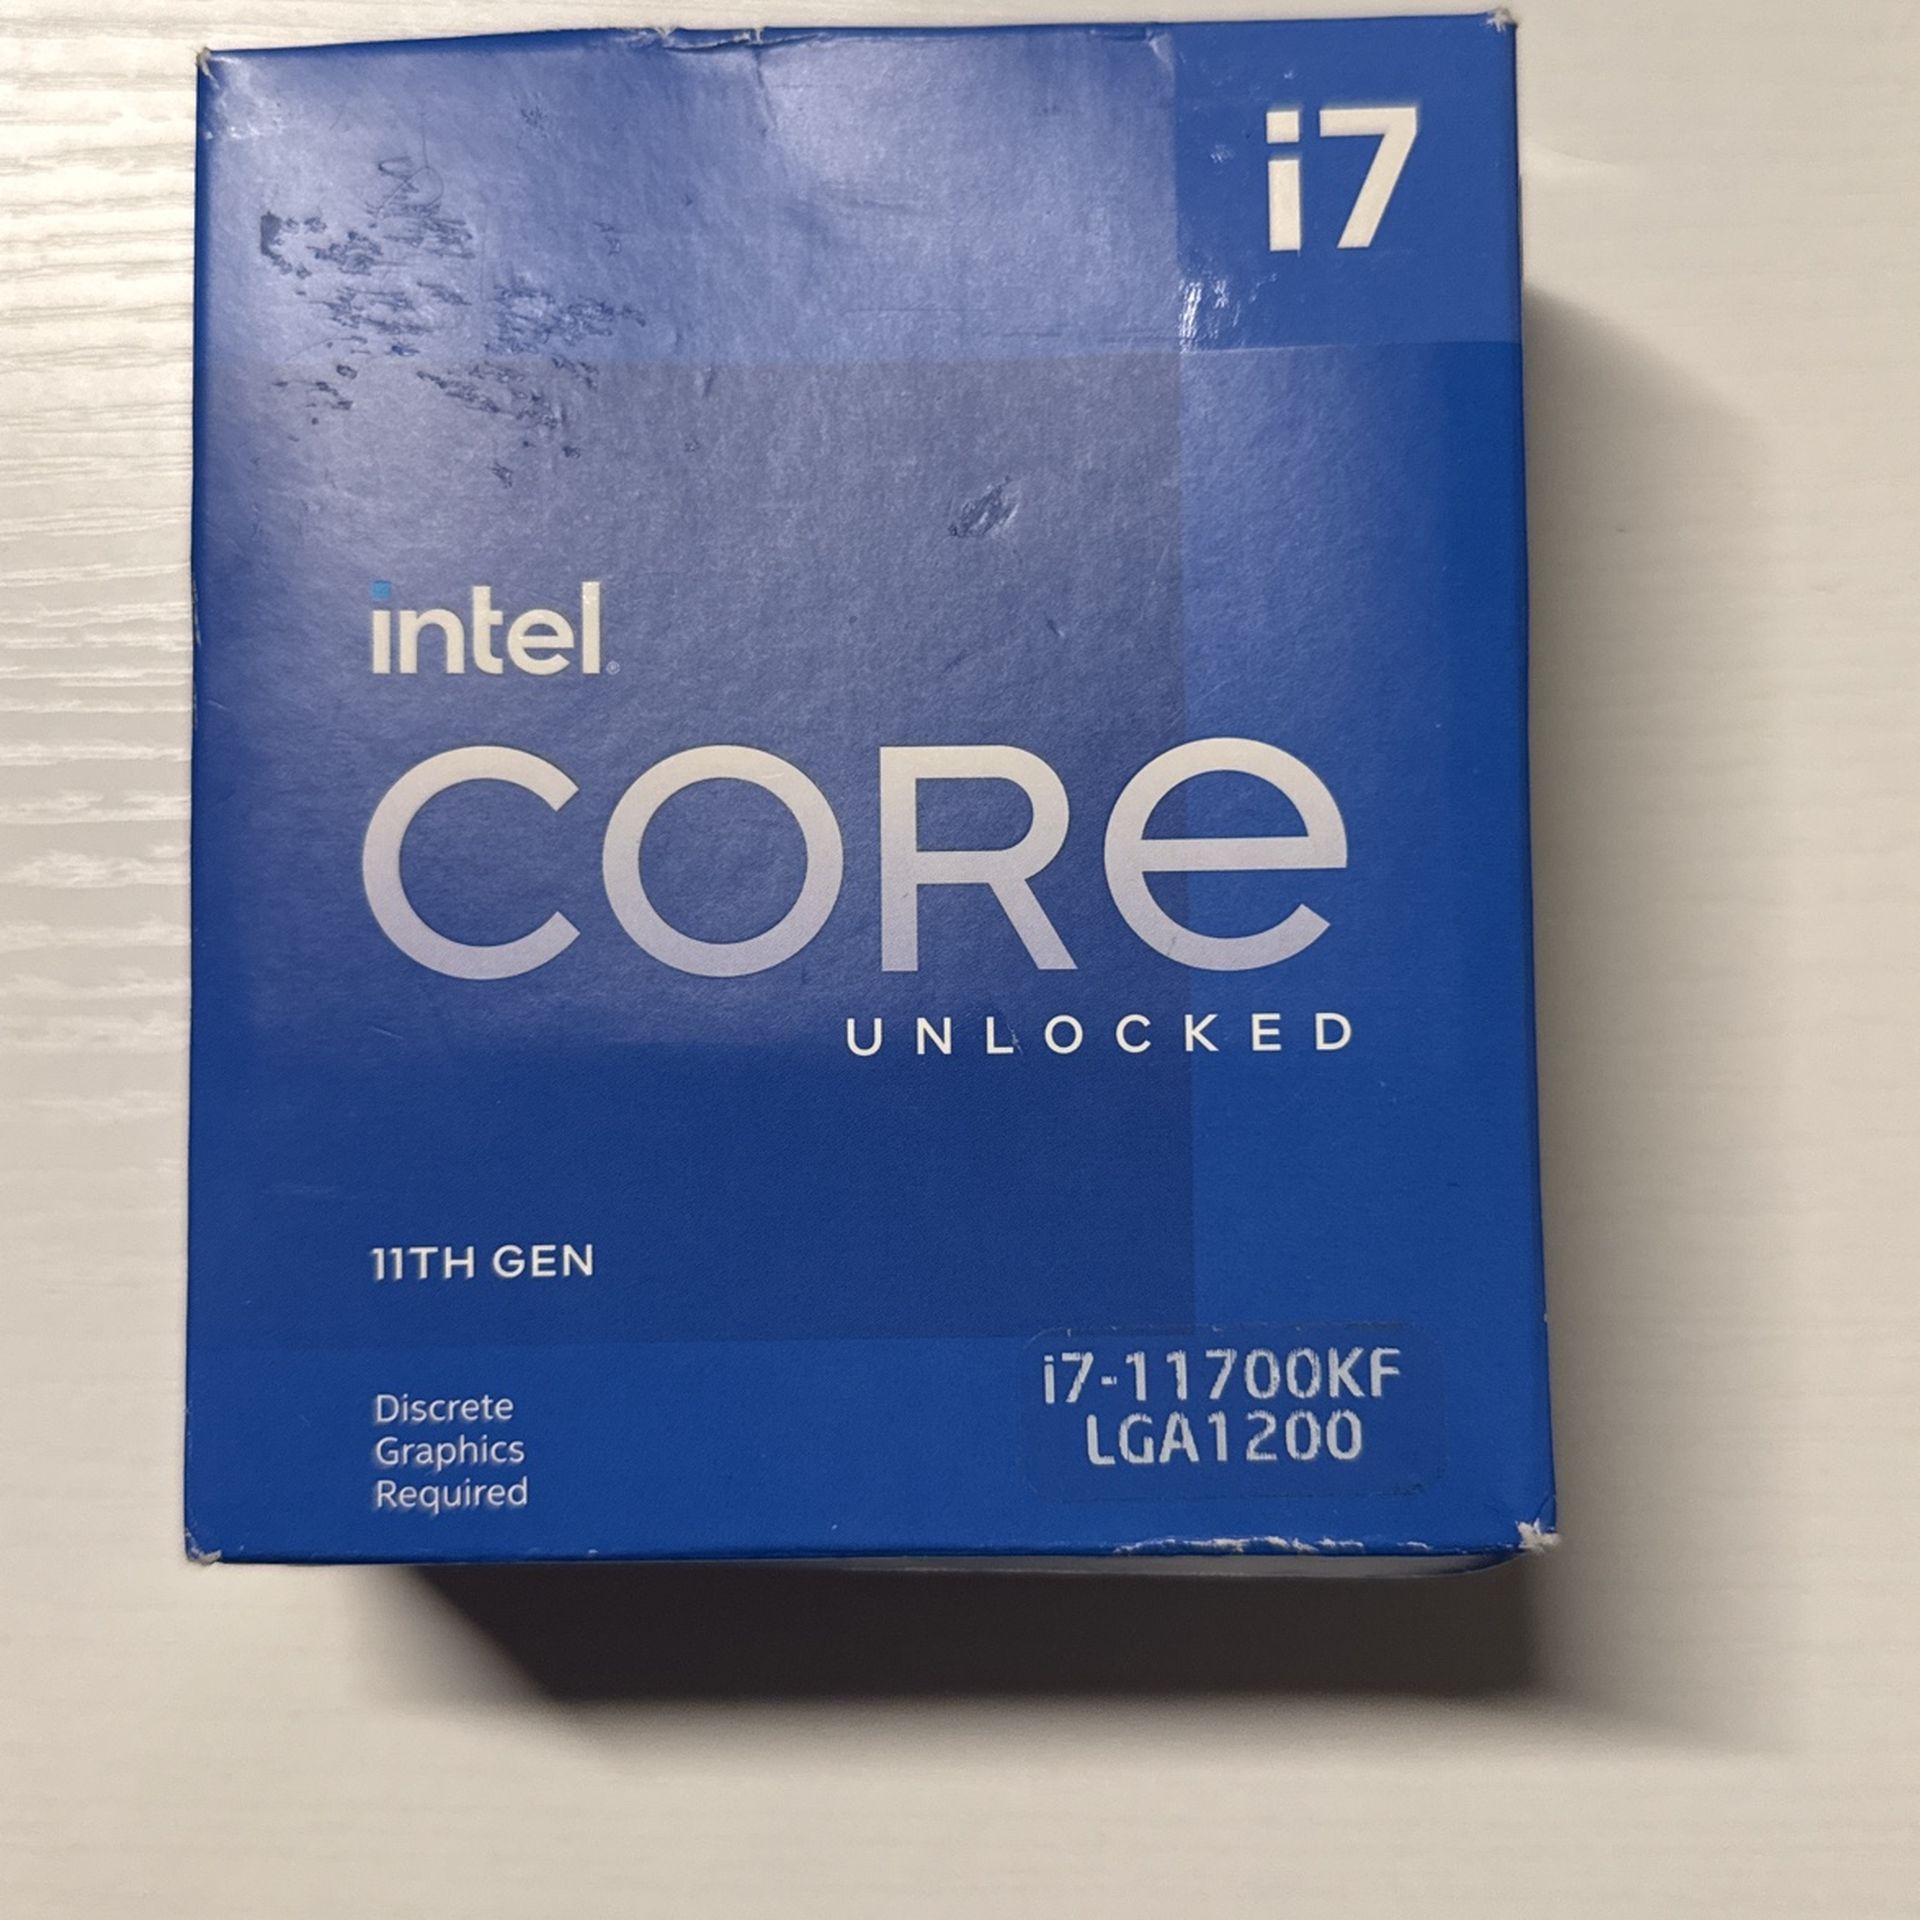 i7
intel®
CORe
UNLOCKED
11TH GEN
Discrete
Graphics
Required
i7-11700KF
LGA1200